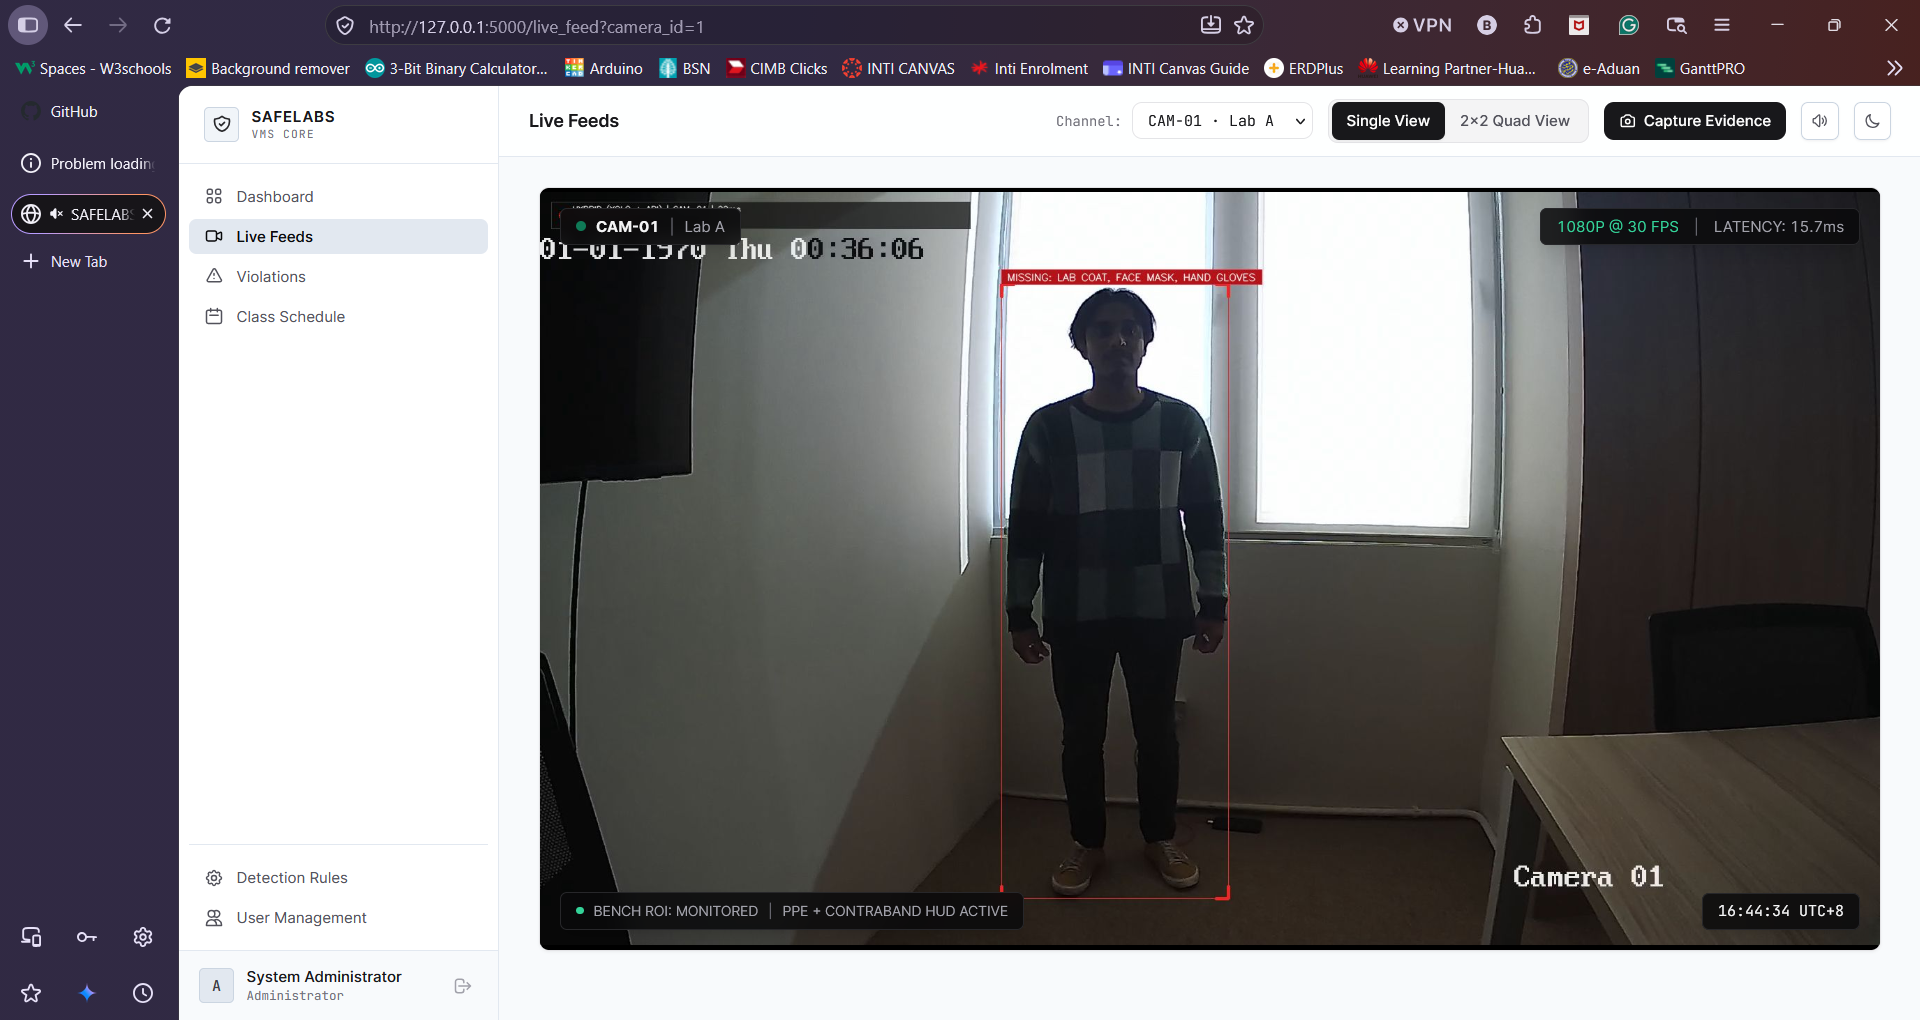 http://127.0.0.1:5000/live_feed?camera_id=1
VPN
B
Spaces - W3schools
Background remover
3-Bit Binary Calculator...
Arduino
BSN
CIMB Clicks
INTI CANVAS
Inti Enrolment
INTI Canvas Guide
ERDPlus
Learning Partner-Hua...
e-Aduan
GanttPRO
GitHub
Problem loadin
SAFELABS
New Tab
SAFELABS
VMS CORE
Dashboard
Live Feeds
Violations
Class Schedule
Detection Rules
User Management
A
System Administrator
Administrator
Live Feeds
Channel:
CAM-01 · Lab A
Single View
2×2 Quad View
Capture Evidence
CAM-01 | Lab A
1080P @ 30 FPS | LATENCY: 15.7ms
01-01-1970 Thu 00:36:06
MISSING: LAB COAT, FACE MASK, HAND GLOVES
Camera 01
BENCH ROI: MONITORED | PPE + CONTRABAND HUD ACTIVE
16:44:34 UTC+8